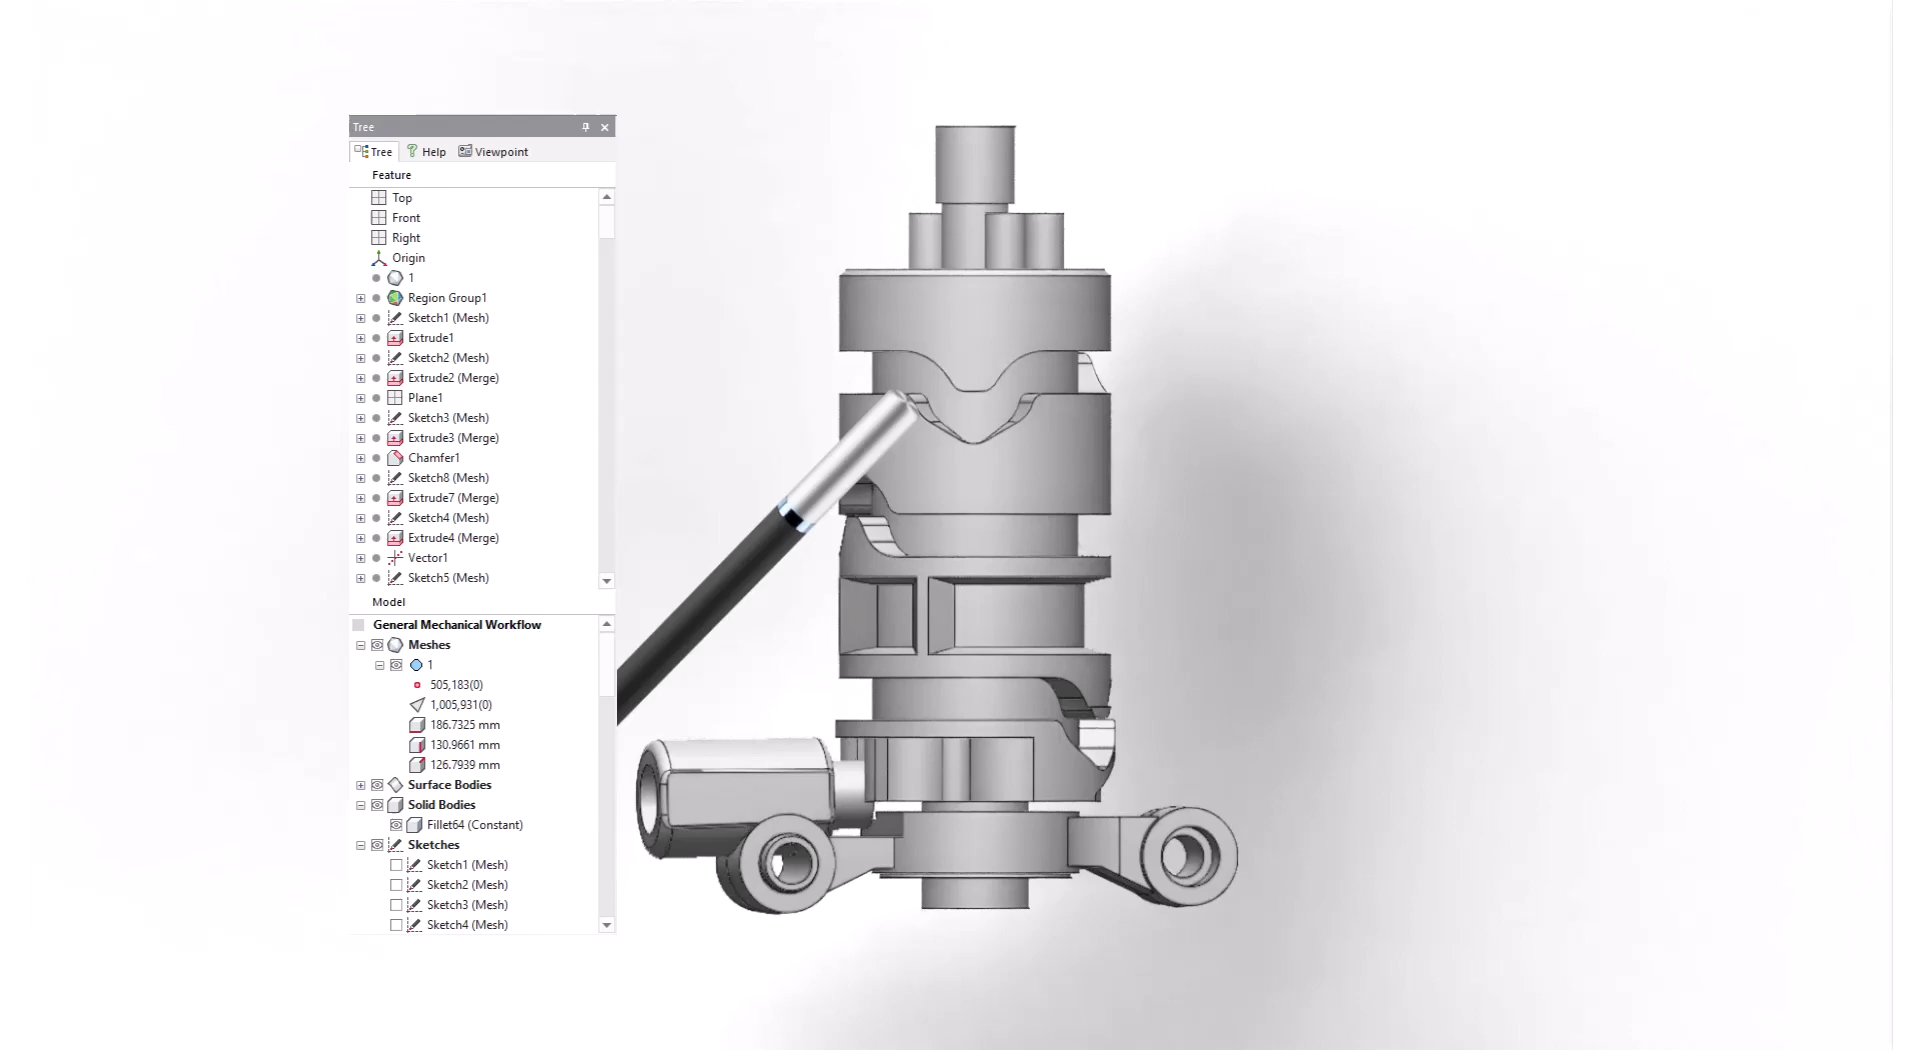 Tree
Tree Help Viewpoint
Feature
Top
Front
Right
Origin
1
Region Group1
Sketch1 (Mesh)
Extrude1
Sketch2 (Mesh)
Extrude2 (Merge)
Plane1
Sketch3 (Mesh)
Extrude3 (Merge)
Chamfer1
Sketch8 (Mesh)
Extrude7 (Merge)
Sketch4 (Mesh)
Extrude4 (Merge)
Vector1
Sketch5 (Mesh)
Model
General Mechanical Workflow
Meshes
1
505,183(0)
1,005,931(0)
186.7325 mm
130.9661 mm
126.7939 mm
Surface Bodies
Solid Bodies
Fillet64 (Constant)
Sketches
Sketch1 (Mesh)
Sketch2 (Mesh)
Sketch3 (Mesh)
Sketch4 (Mesh)